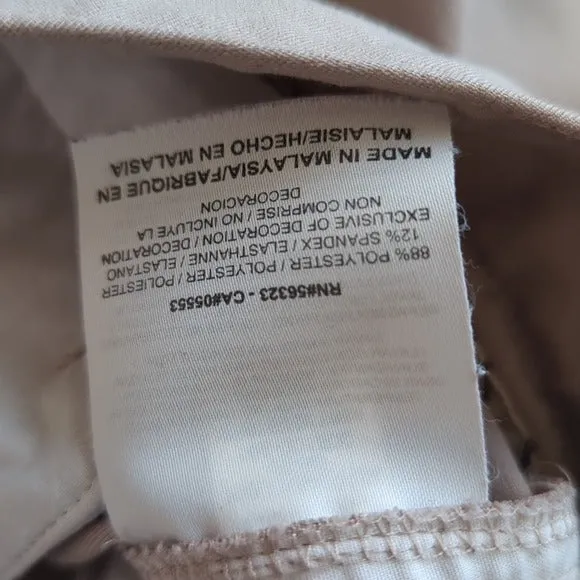 RN#56323 - CA#05553
88% POLYESTER / POLYESTER / POLIESTER
12% SPANDEX / ELASTHANNE / ELASTANO
EXCLUSIVE OF DECORATION / DECORATION
NON COMPRISE / NO INCLUYE LA
DECORACION
MADE IN MALAYSIA/FABRIQUE EN
MALAISIE/HECHO EN MALASIA